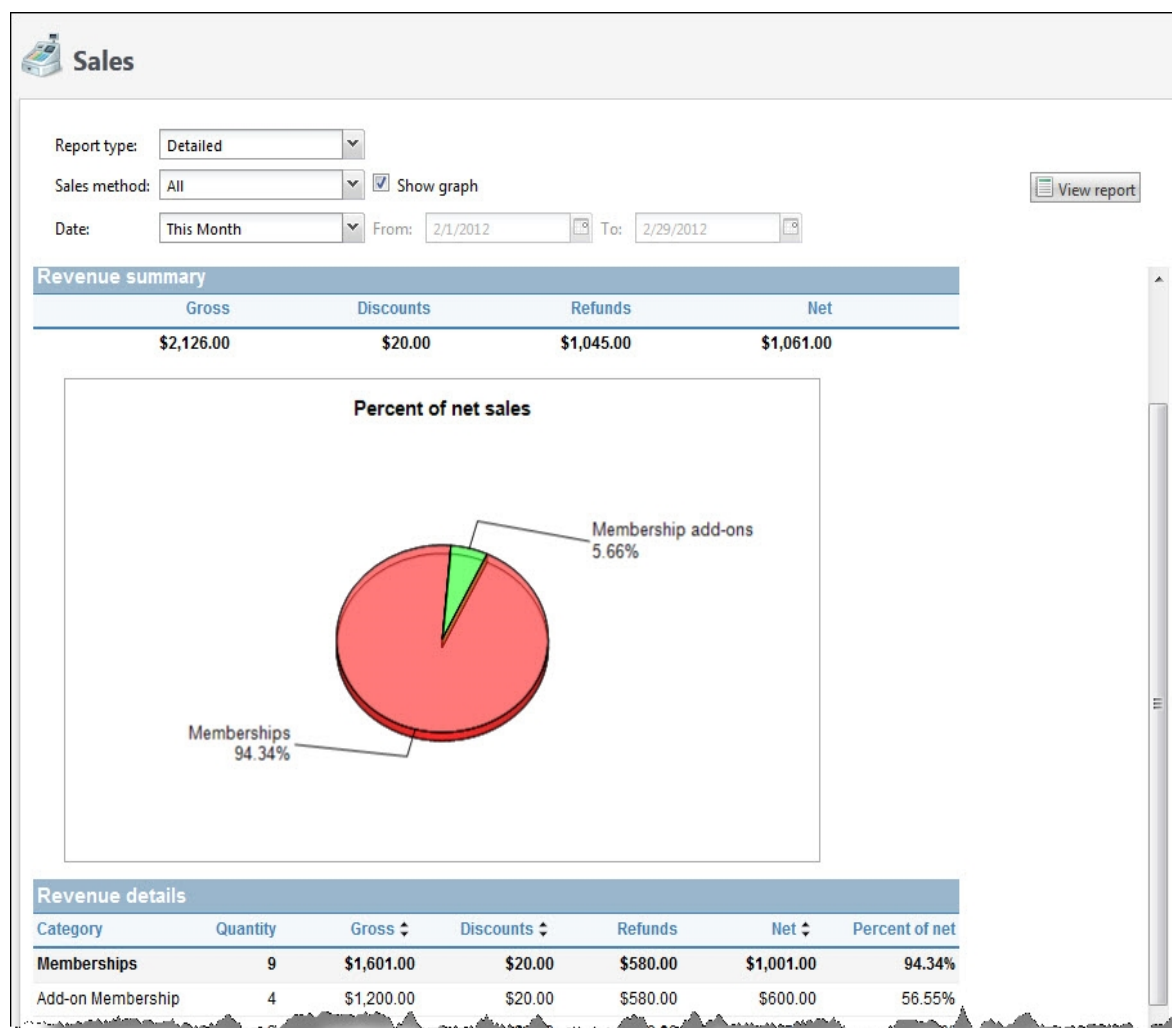 Sales
Report type: Detailed
Sales method: All Show graph View report
Date: This Month From: 2/1/2012 To: 2/29/2012
Revenue summary
Gross Discounts Refunds Net
$2,126.00 $20.00 $1,045.00 $1,061.00
Percent of net sales
Membership add-ons
5.66%
Memberships
94.34%
Revenue details
Category Quantity Gross Discounts Refunds Net Percent of net
Memberships 9 $1,601.00 $20.00 $580.00 $1,001.00 94.34%
Add-on Membership 4 $1,200.00 $20.00 $580.00 $600.00 56.55%